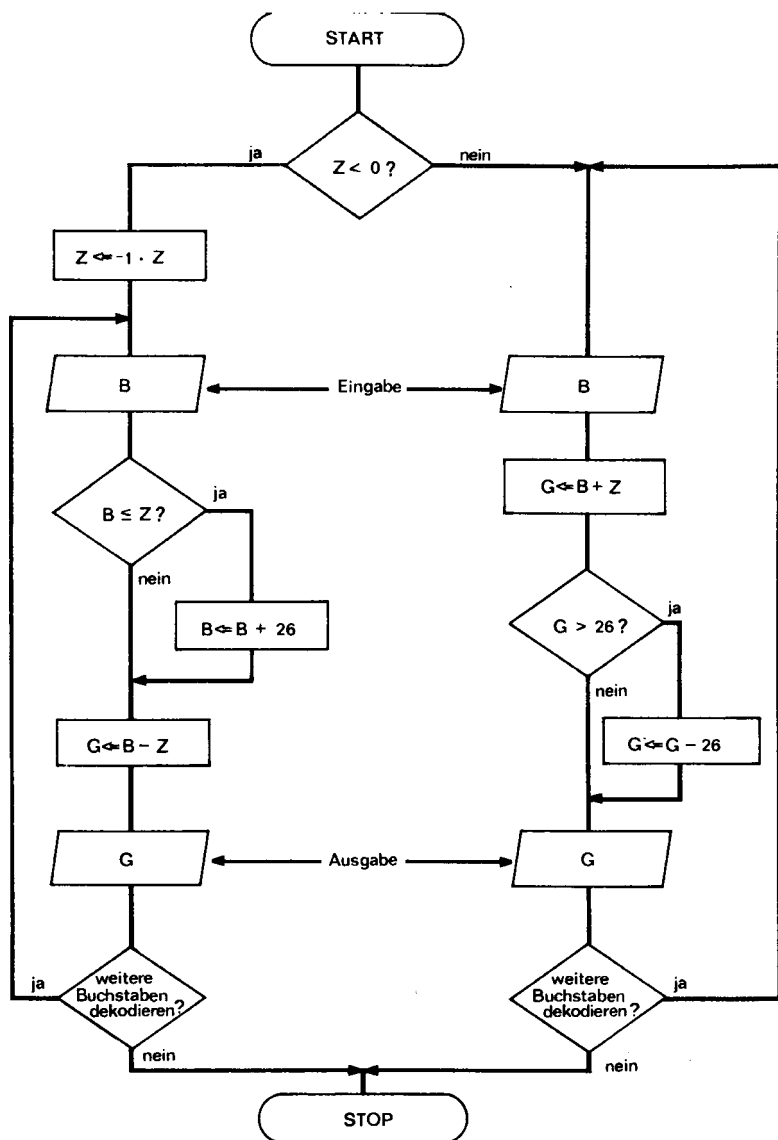 START
ja
Z < 0 ?
nein
Z ⇐ -1 . Z
B
Eingabe
B
G ⇐ B + Z
B ≤ Z ?
ja
nein
B ⇐ B + 26
G > 26 ?
ja
nein
G ⇐ B – Z
G ⇐ G – 26
G
Ausgabe
G
weitere
Buchstaben
dekodieren ?
ja
nein
weitere
Buchstaben
dekodieren ?
ja
nein
STOP